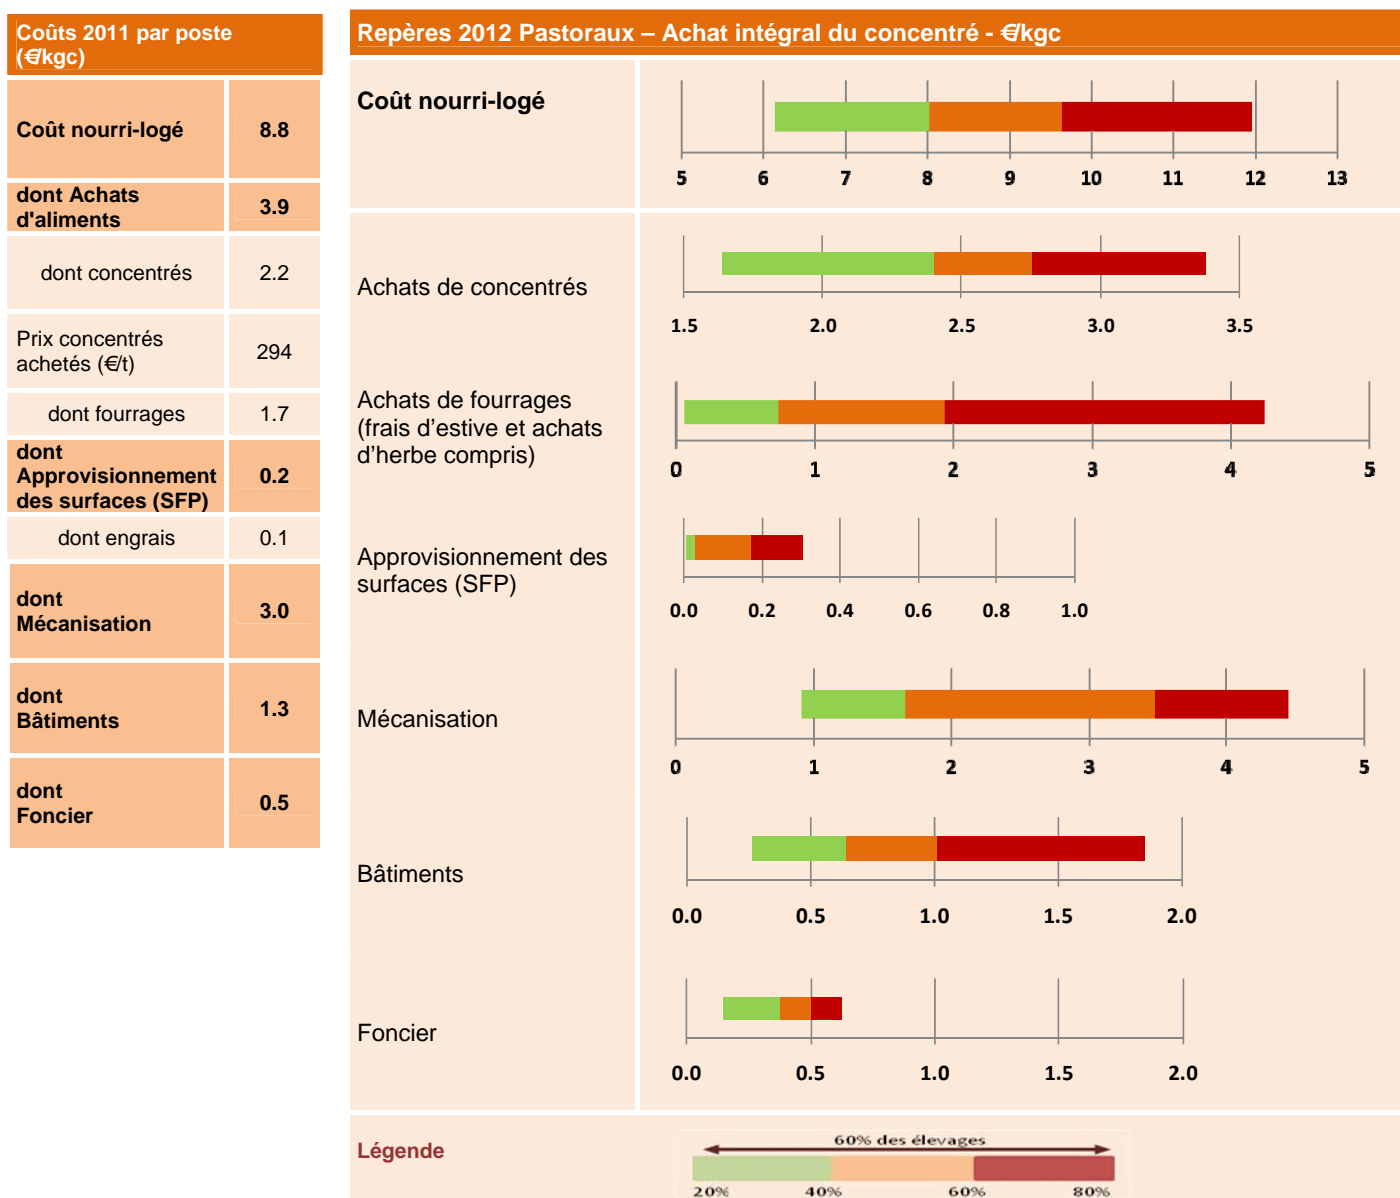 Coûts 2011 par poste
(€/kgc)
Coût nourri-logé 8.8
dont Achats
d'aliments 3.9
dont concentrés 2.2
Prix concentrés
achetés (€/t) 294
dont fourrages 1.7
dont
Approvisionnement
des surfaces (SFP) 0.2
dont engrais 0.1
dont
Mécanisation 3.0
dont
Bâtiments 1.3
dont
Foncier 0.5
Repères 2012 Pastoraux – Achat intégral du concentré - €/kgc
Coût nourri-logé
5 6 7 8 9 10 11 12 13
Achats de concentrés
1.5 2.0 2.5 3.0 3.5
Achats de fourrages
(frais d’estive et achats
d’herbe compris)
0 1 2 3 4 5
Approvisionnement des
surfaces (SFP)
0.0 0.2 0.4 0.6 0.8 1.0
Mécanisation
0 1 2 3 4 5
Bâtiments
0.0 0.5 1.0 1.5 2.0
Foncier
0.0 0.5 1.0 1.5 2.0
Légende
60% des élevages
20% 40% 60% 80%